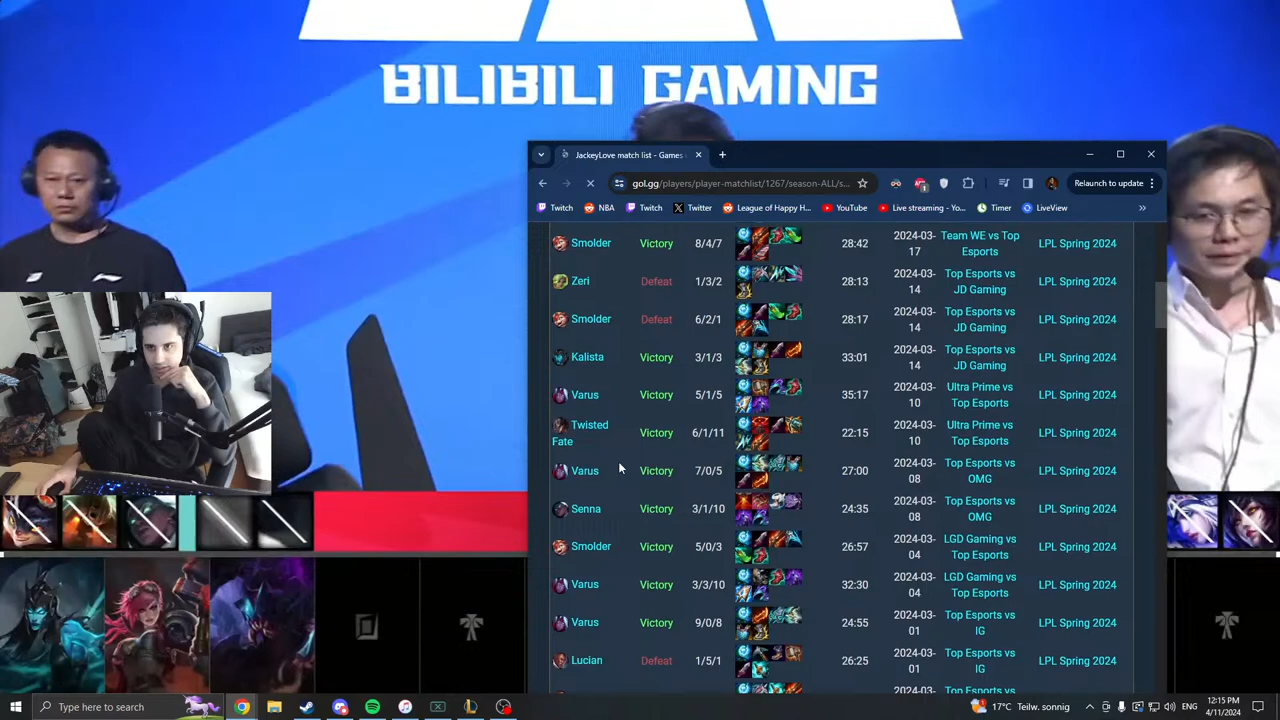 BILIBILI GAMING
JackeyLove match list - Games
gol.gg/players/player-matchlist/1267/season-ALL/s...
Relaunch to update
Twitch NBA Twitch Twitter League of Happy H... YouTube Live streaming - Yo... Timer LiveView
Smolder Victory 8/4/7 28:42 2024-03-17 Team WE vs Top Esports LPL Spring 2024
Zeri Defeat 1/3/2 28:13 2024-03-14 Top Esports vs JD Gaming LPL Spring 2024
Smolder Defeat 6/2/1 28:17 2024-03-14 Top Esports vs JD Gaming LPL Spring 2024
Kalista Victory 3/1/3 33:01 2024-03-14 Top Esports vs JD Gaming LPL Spring 2024
Varus Victory 5/1/5 35:17 2024-03-10 Ultra Prime vs Top Esports LPL Spring 2024
Twisted Fate Victory 6/1/11 22:15 2024-03-10 Ultra Prime vs Top Esports LPL Spring 2024
Varus Victory 7/0/5 27:00 2024-03-08 Top Esports vs OMG LPL Spring 2024
Senna Victory 3/1/10 24:35 2024-03-08 Top Esports vs OMG LPL Spring 2024
Smolder Victory 5/0/3 26:57 2024-03-04 LGD Gaming vs Top Esports LPL Spring 2024
Varus Victory 3/3/10 32:30 2024-03-04 LGD Gaming vs Top Esports LPL Spring 2024
Varus Victory 9/0/8 24:55 2024-03-01 Top Esports vs IG LPL Spring 2024
Lucian Defeat 1/5/1 26:25 2024-03-01 Top Esports vs IG LPL Spring 2024
Top Esports vs
Type here to search
17°C Teilw. sonnig
ENG
12:15 PM
4/11/2024